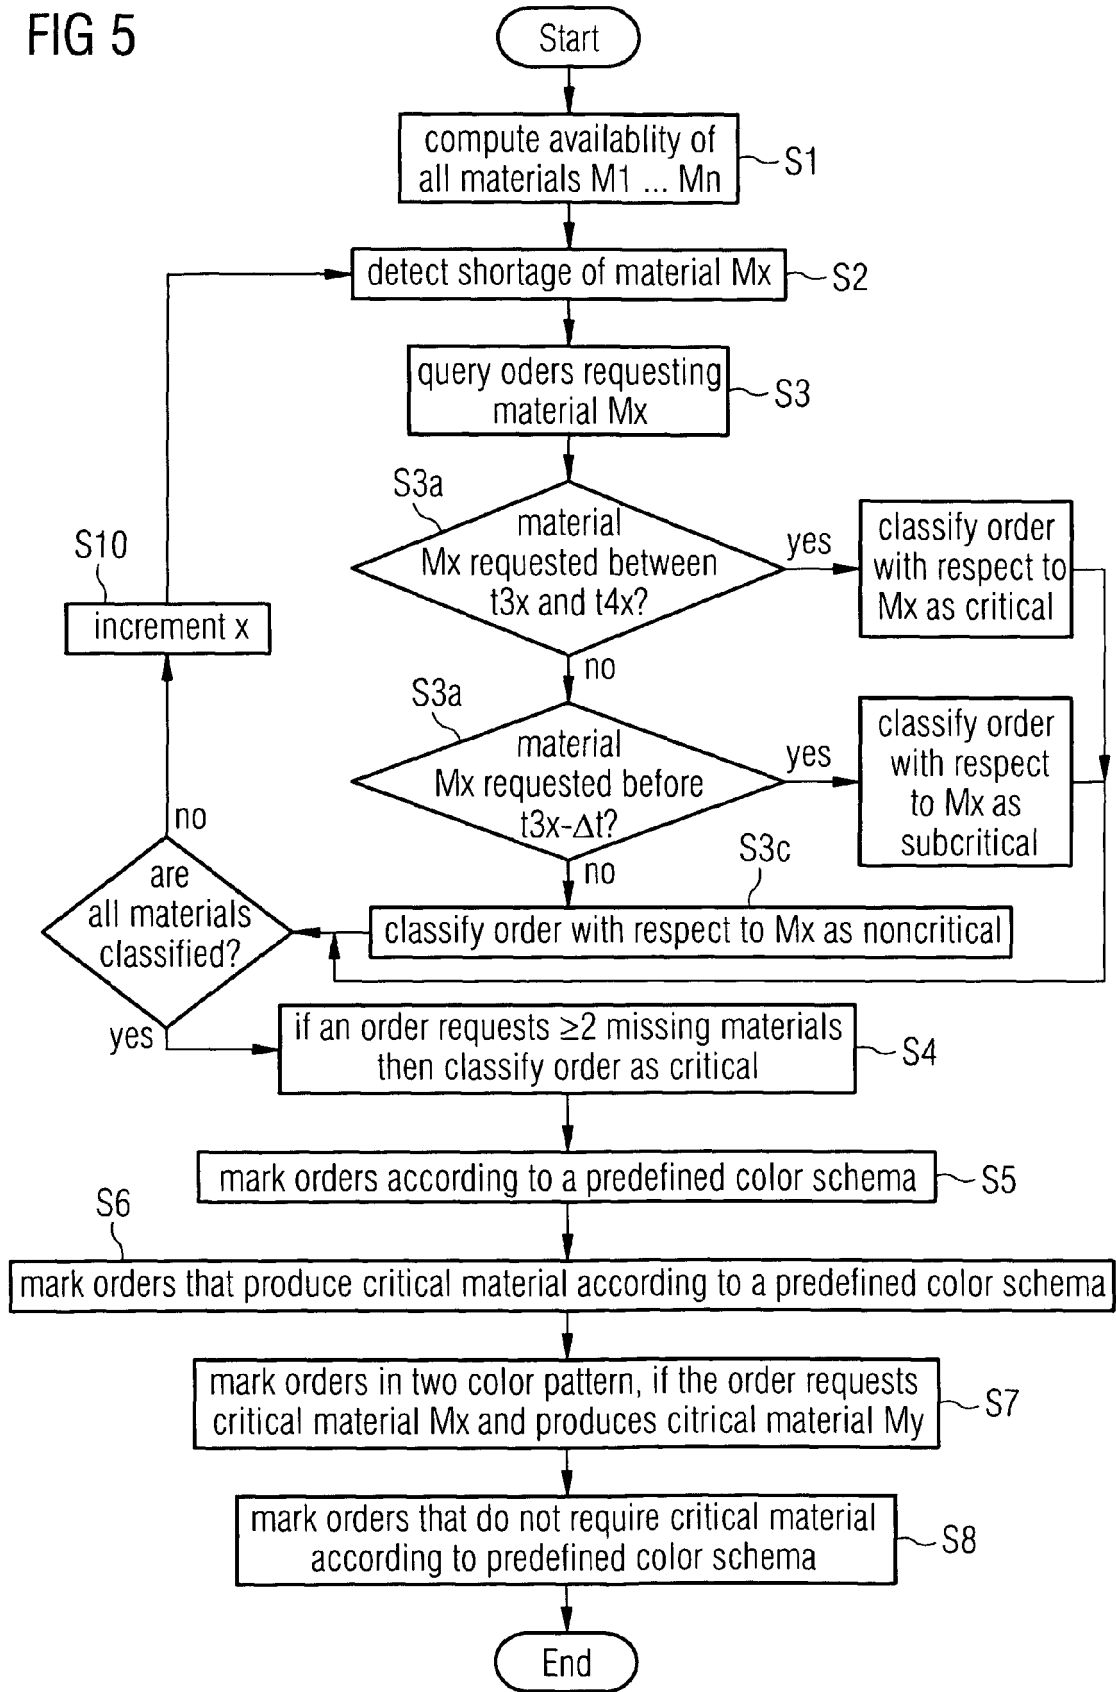 FIG 5
Start
compute availablity of
all materials M1 ... Mn
S1
detect shortage of material Mx
S2
query oders requesting
material Mx
S3
S3a
material
Mx requested between
t3x and t4x?
yes
classify order
with respect to
Mx as critical
S10
increment x
no
S3a
material
Mx requested before
t3x-Δt?
yes
classify order
with respect
to Mx as
subcritical
no
S3c
classify order with respect to Mx as noncritical
no
are
all materials
classified?
yes
if an order requests ≥2 missing materials
then classify order as critical
S4
mark orders according to a predefined color schema
S5
S6
mark orders that produce critical material according to a predefined color schema
mark orders in two color pattern, if the order requests
critical material Mx and produces citrical material My
S7
mark orders that do not require critical material
according to predefined color schema
S8
End